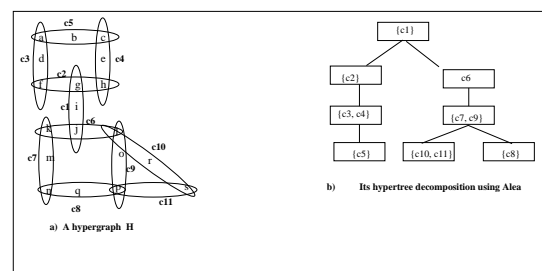 c5
a b c
c3 d e c4
c2
f g h
c1 i
c6
k j
c10
o r
c7 m c9
n q p s
c8 c11
a) A hypergraph H
{c1}
{c2} c6
{c3, c4} {c7, c9}
{c5} {c10, c11} {c8}
b) Its hypertree decomposition using Alea